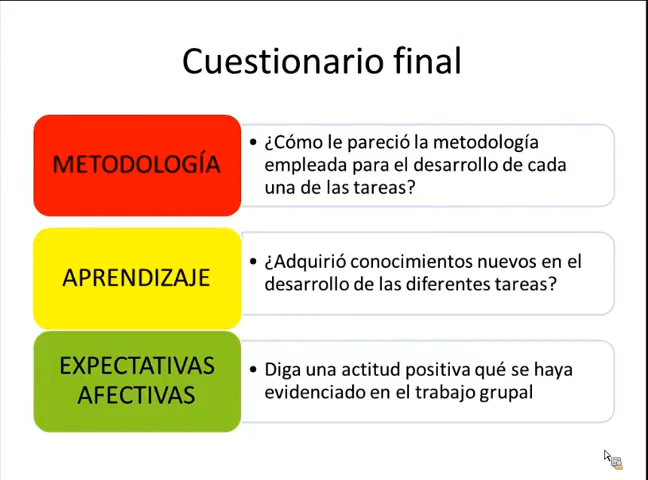 Cuestionario final
METODOLOGÍA
• ¿Cómo le pareció la metodología
empleada para el desarrollo de cada
una de las tareas?
APRENDIZAJE
• ¿Adquirió conocimientos nuevos en el
desarrollo de las diferentes tareas?
EXPECTATIVAS
AFECTIVAS
• Diga una actitud positiva qué se haya
evidenciado en el trabajo grupal